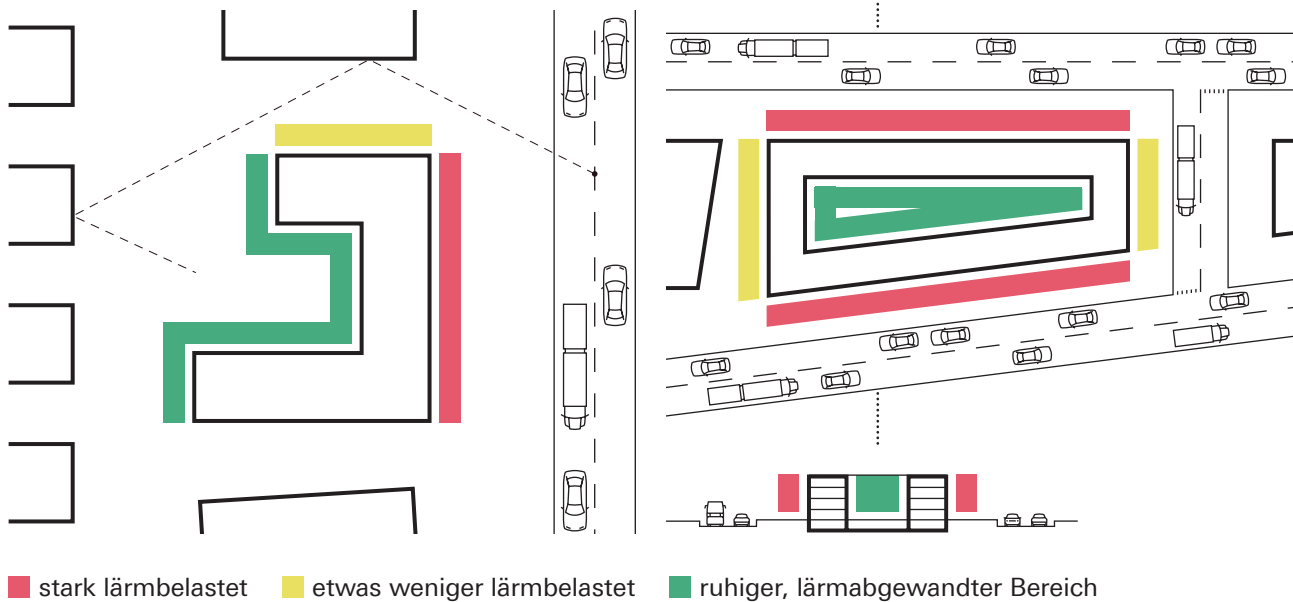 stark lärmbelastet
etwas weniger lärmbelastet
ruhiger, lärmabgewandter Bereich